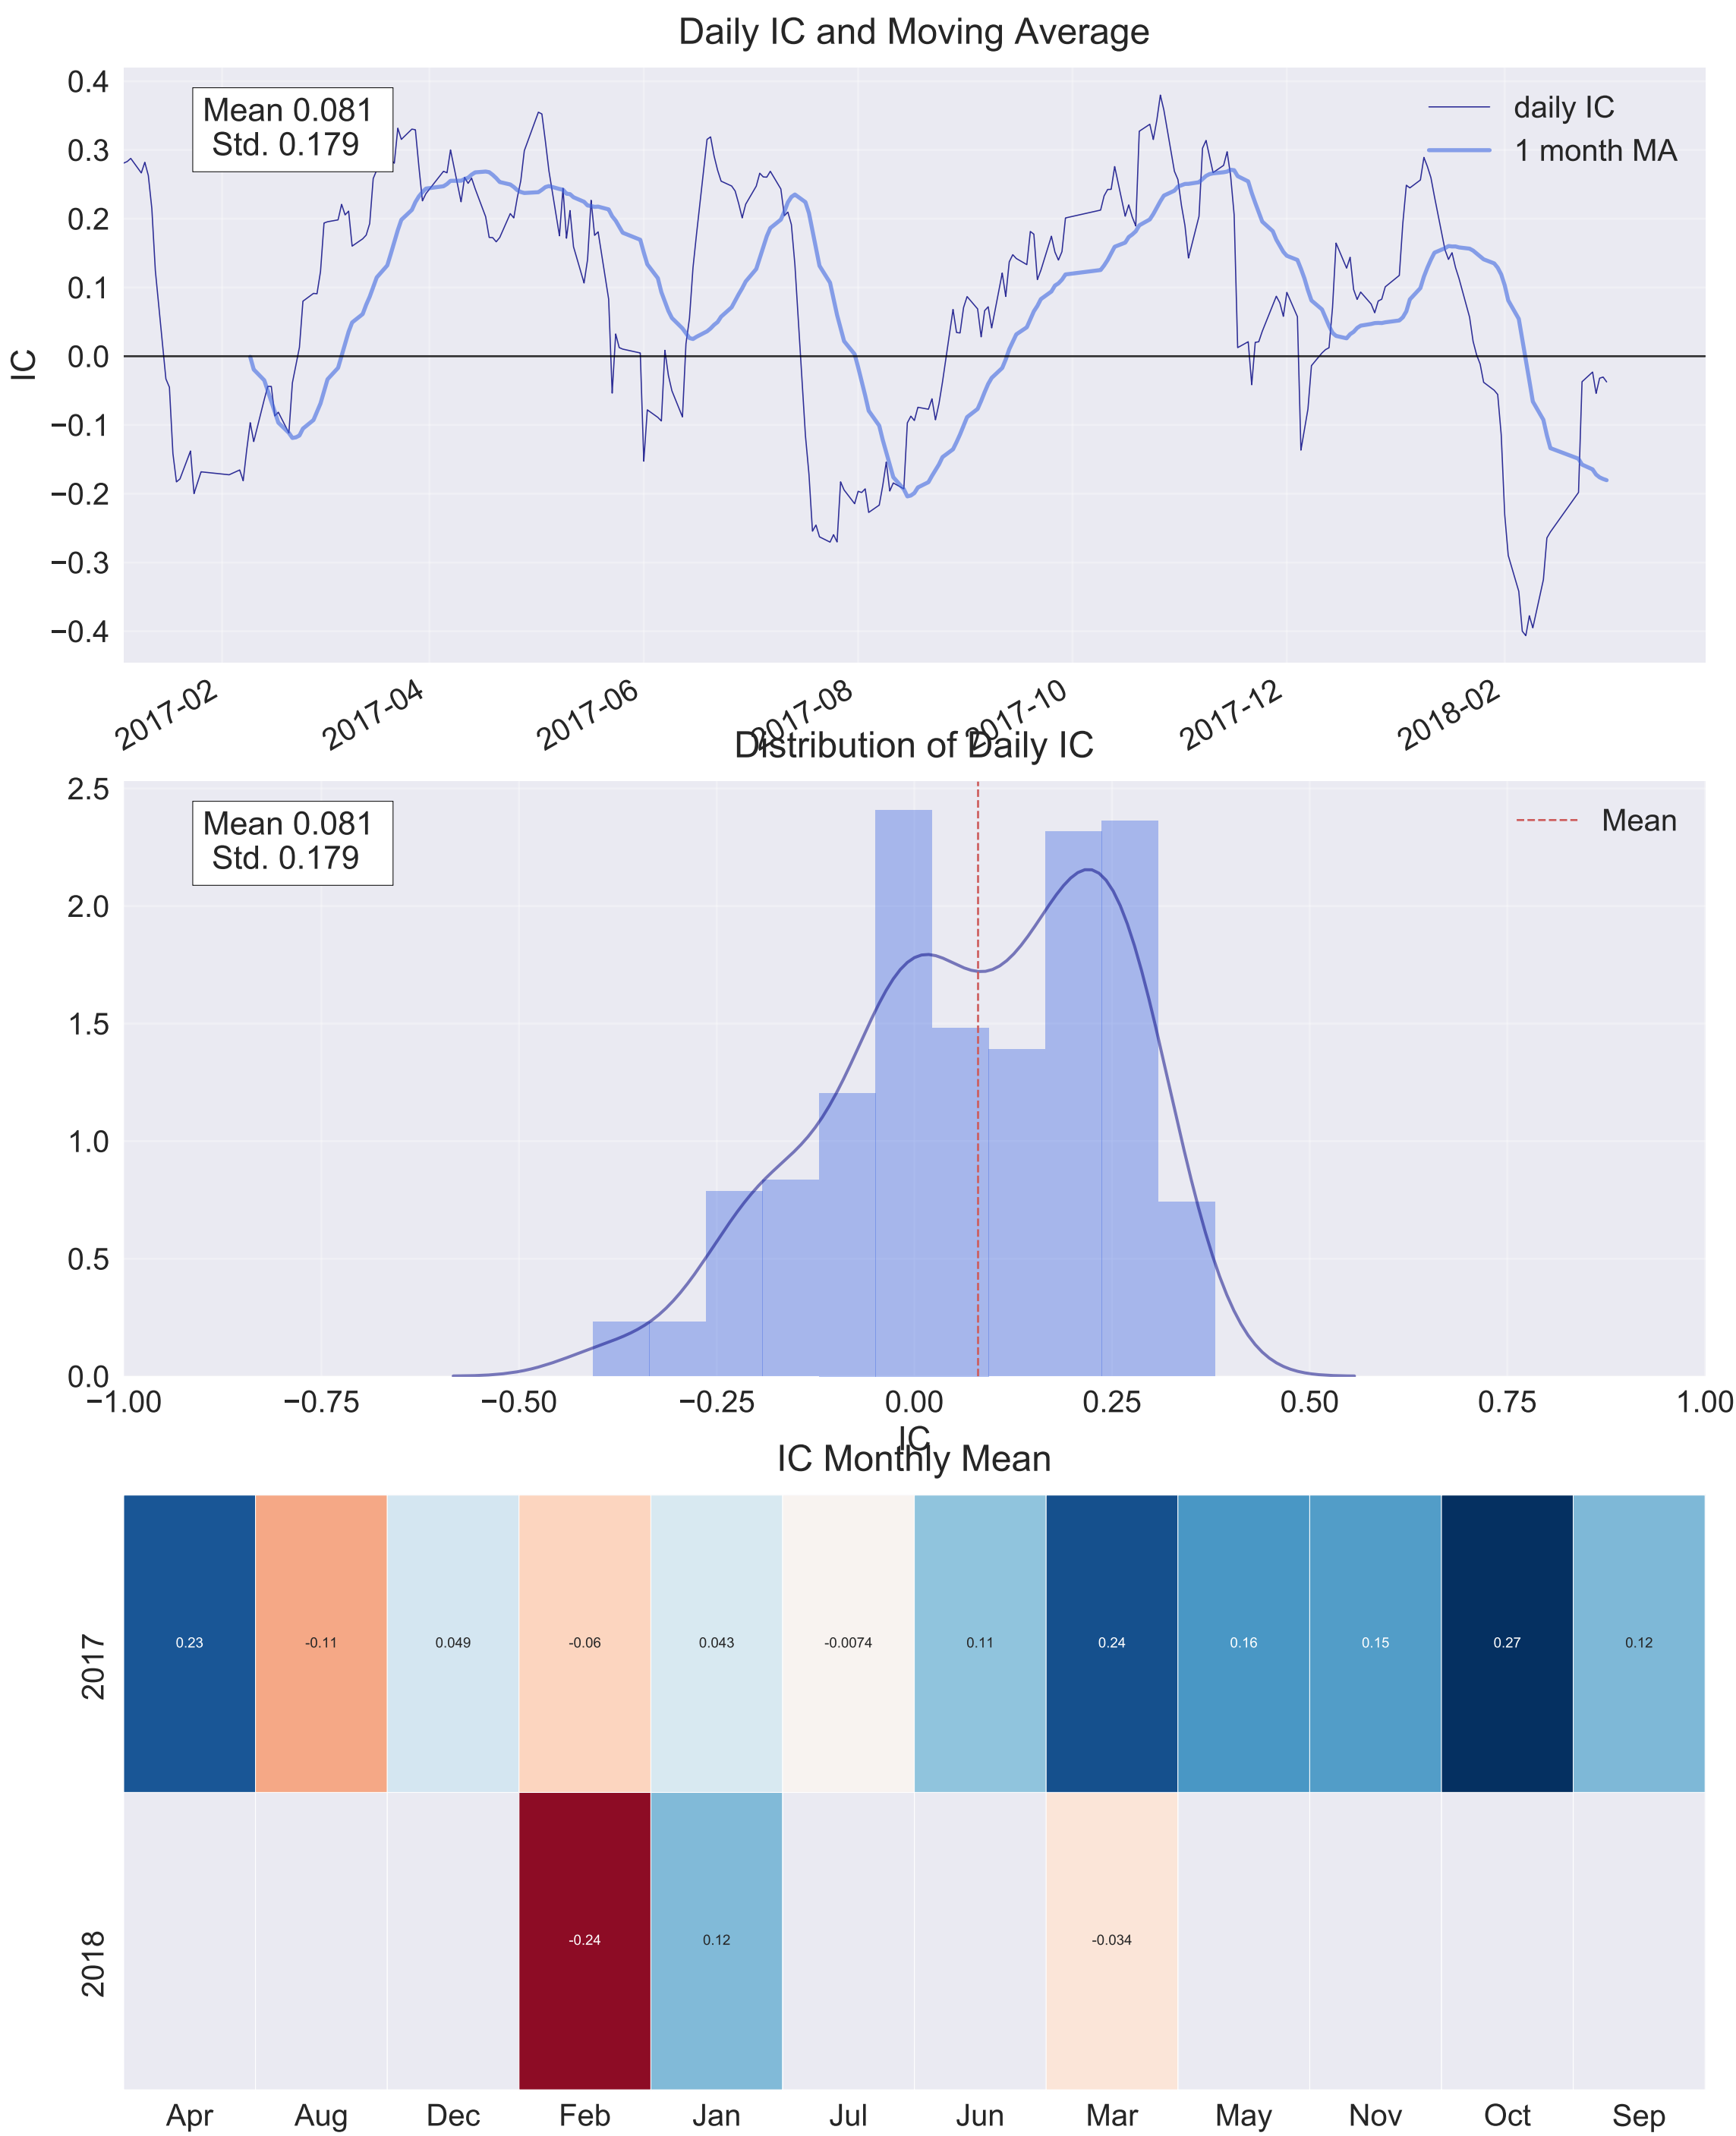 Daily IC and Moving Average
0.4
0.3
0.2
0.1
0.0
−0.1
−0.2
−0.3
−0.4
IC
Mean 0.081
Std. 0.179
daily IC
1 month MA
2017-02
2017-04
2017-06
2017-08
2017-10
2017-12
2018-02
Distribution of Daily IC
2.5
2.0
1.5
1.0
0.5
0.0
Mean 0.081
Std. 0.179
Mean
−1.00 −0.75 −0.50 −0.25 0.00 0.25 0.50 0.75 1.00
IC
IC Monthly Mean
2017
0.23 -0.11 0.049 -0.06 0.043 -0.0074 0.11 0.24 0.16 0.15 0.27 0.12
2018
-0.24 0.12 -0.034
Apr Aug Dec Feb Jan Jul Jun Mar May Nov Oct Sep